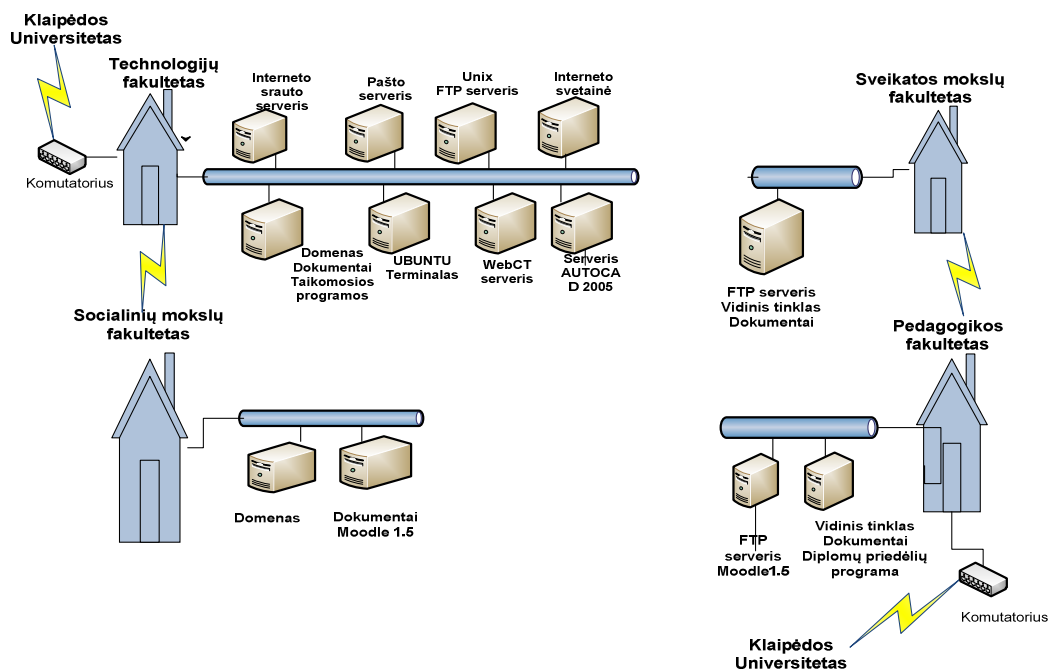 Klaipėdos
Universitetas
Technologijų
fakultetas
Komutatorius
Interneto
srauto
serveris
Pašto
serveris
Unix
FTP serveris
Interneto
svetainė
Domenas
Dokumentai
Taikomosios
programos
UBUNTU
Terminalas
WebCT
serveris
Serveris
AUTOCA
D 2005
Sveikatos mokslų
fakultetas
FTP serveris
Vidinis tinklas
Dokumentai
Socialinių mokslų
fakultetas
Domenas
Dokumentai
Moodle 1.5
Pedagogikos
fakultetas
FTP
serveris
Moodle1.5
Vidinis tinklas
Dokumentai
Diplomų priedėlių
programa
Komutatorius
Klaipėdos
Universitetas